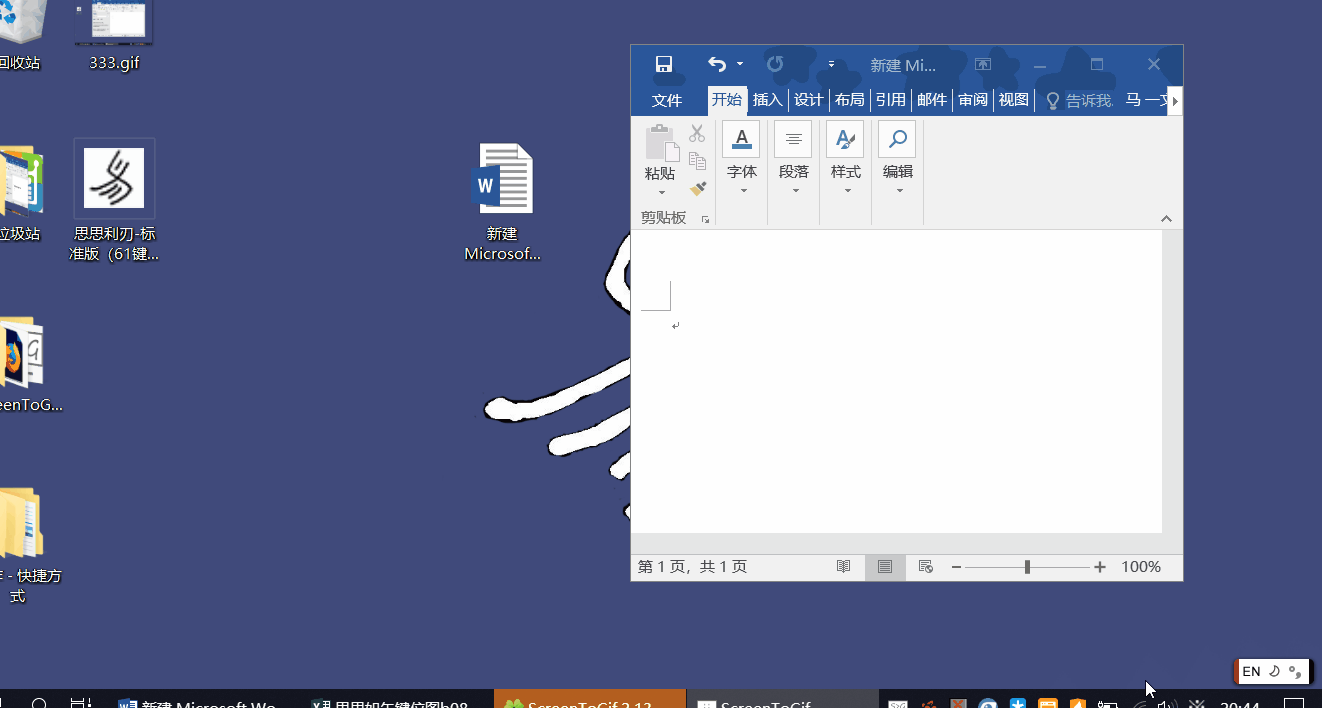 回收站
333.gif
垃圾站
思思利刃-标
准版（61键...
新建
Microsof...
eenToG...
- 快捷方
式
新建 Mi...
文件 开始 插入 设计 布局 引用 邮件 审阅 视图 告诉我. 马 一
粘贴
字体
段落
样式
编辑
剪贴板
W
第 1 页，共 1 页
100%
EN
新建 Microsoft Wo
ScreenToGif 2.13
ScreenToGif
20:44